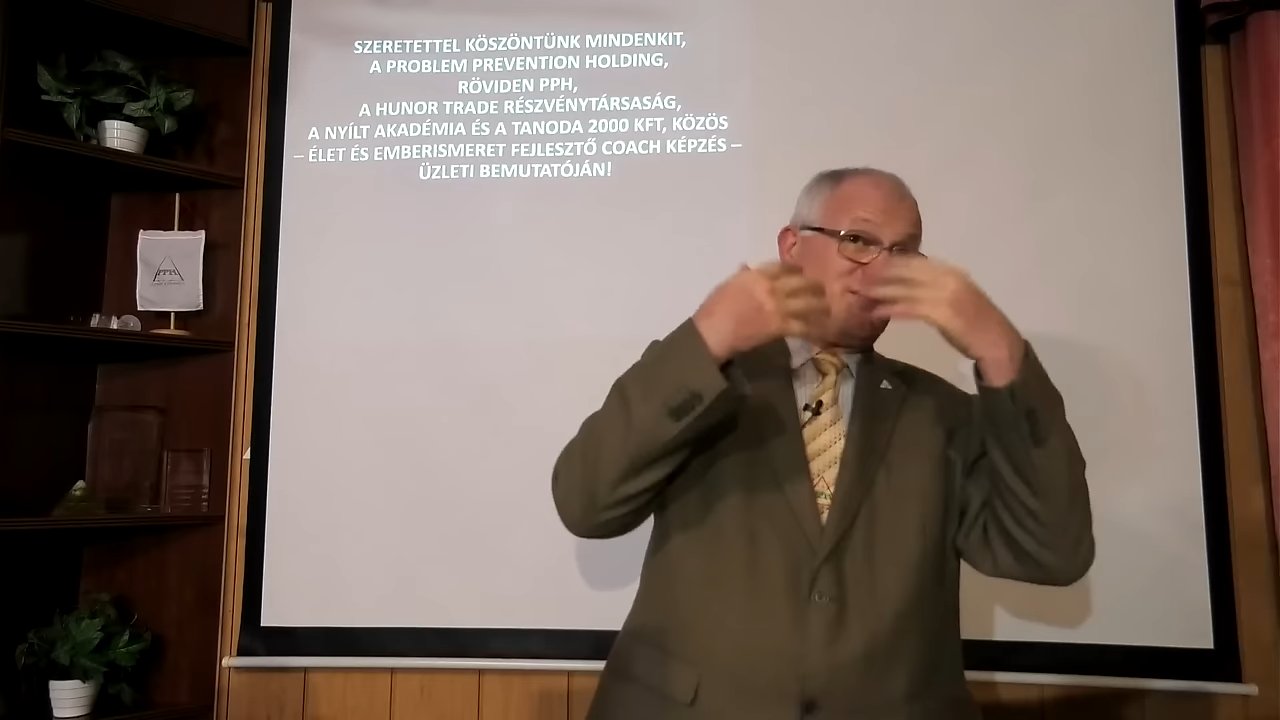 SZERETETTEL KÖSZÖNTÜNK MINDENKIT,
A PROBLEM PREVENTION HOLDING,
RÖVIDEN PPH,
A HUNOR TRADE RÉSZVÉNYTÁRSASÁG,
A NYÍLT AKADÉMIA ÉS A TANODA 2000 KFT, KÖZÖS
– ÉLET ÉS EMBERISMERET FEJLESZTŐ COACH KÉPZÉS –
ÜZLETI BEMUTATÓJÁN!